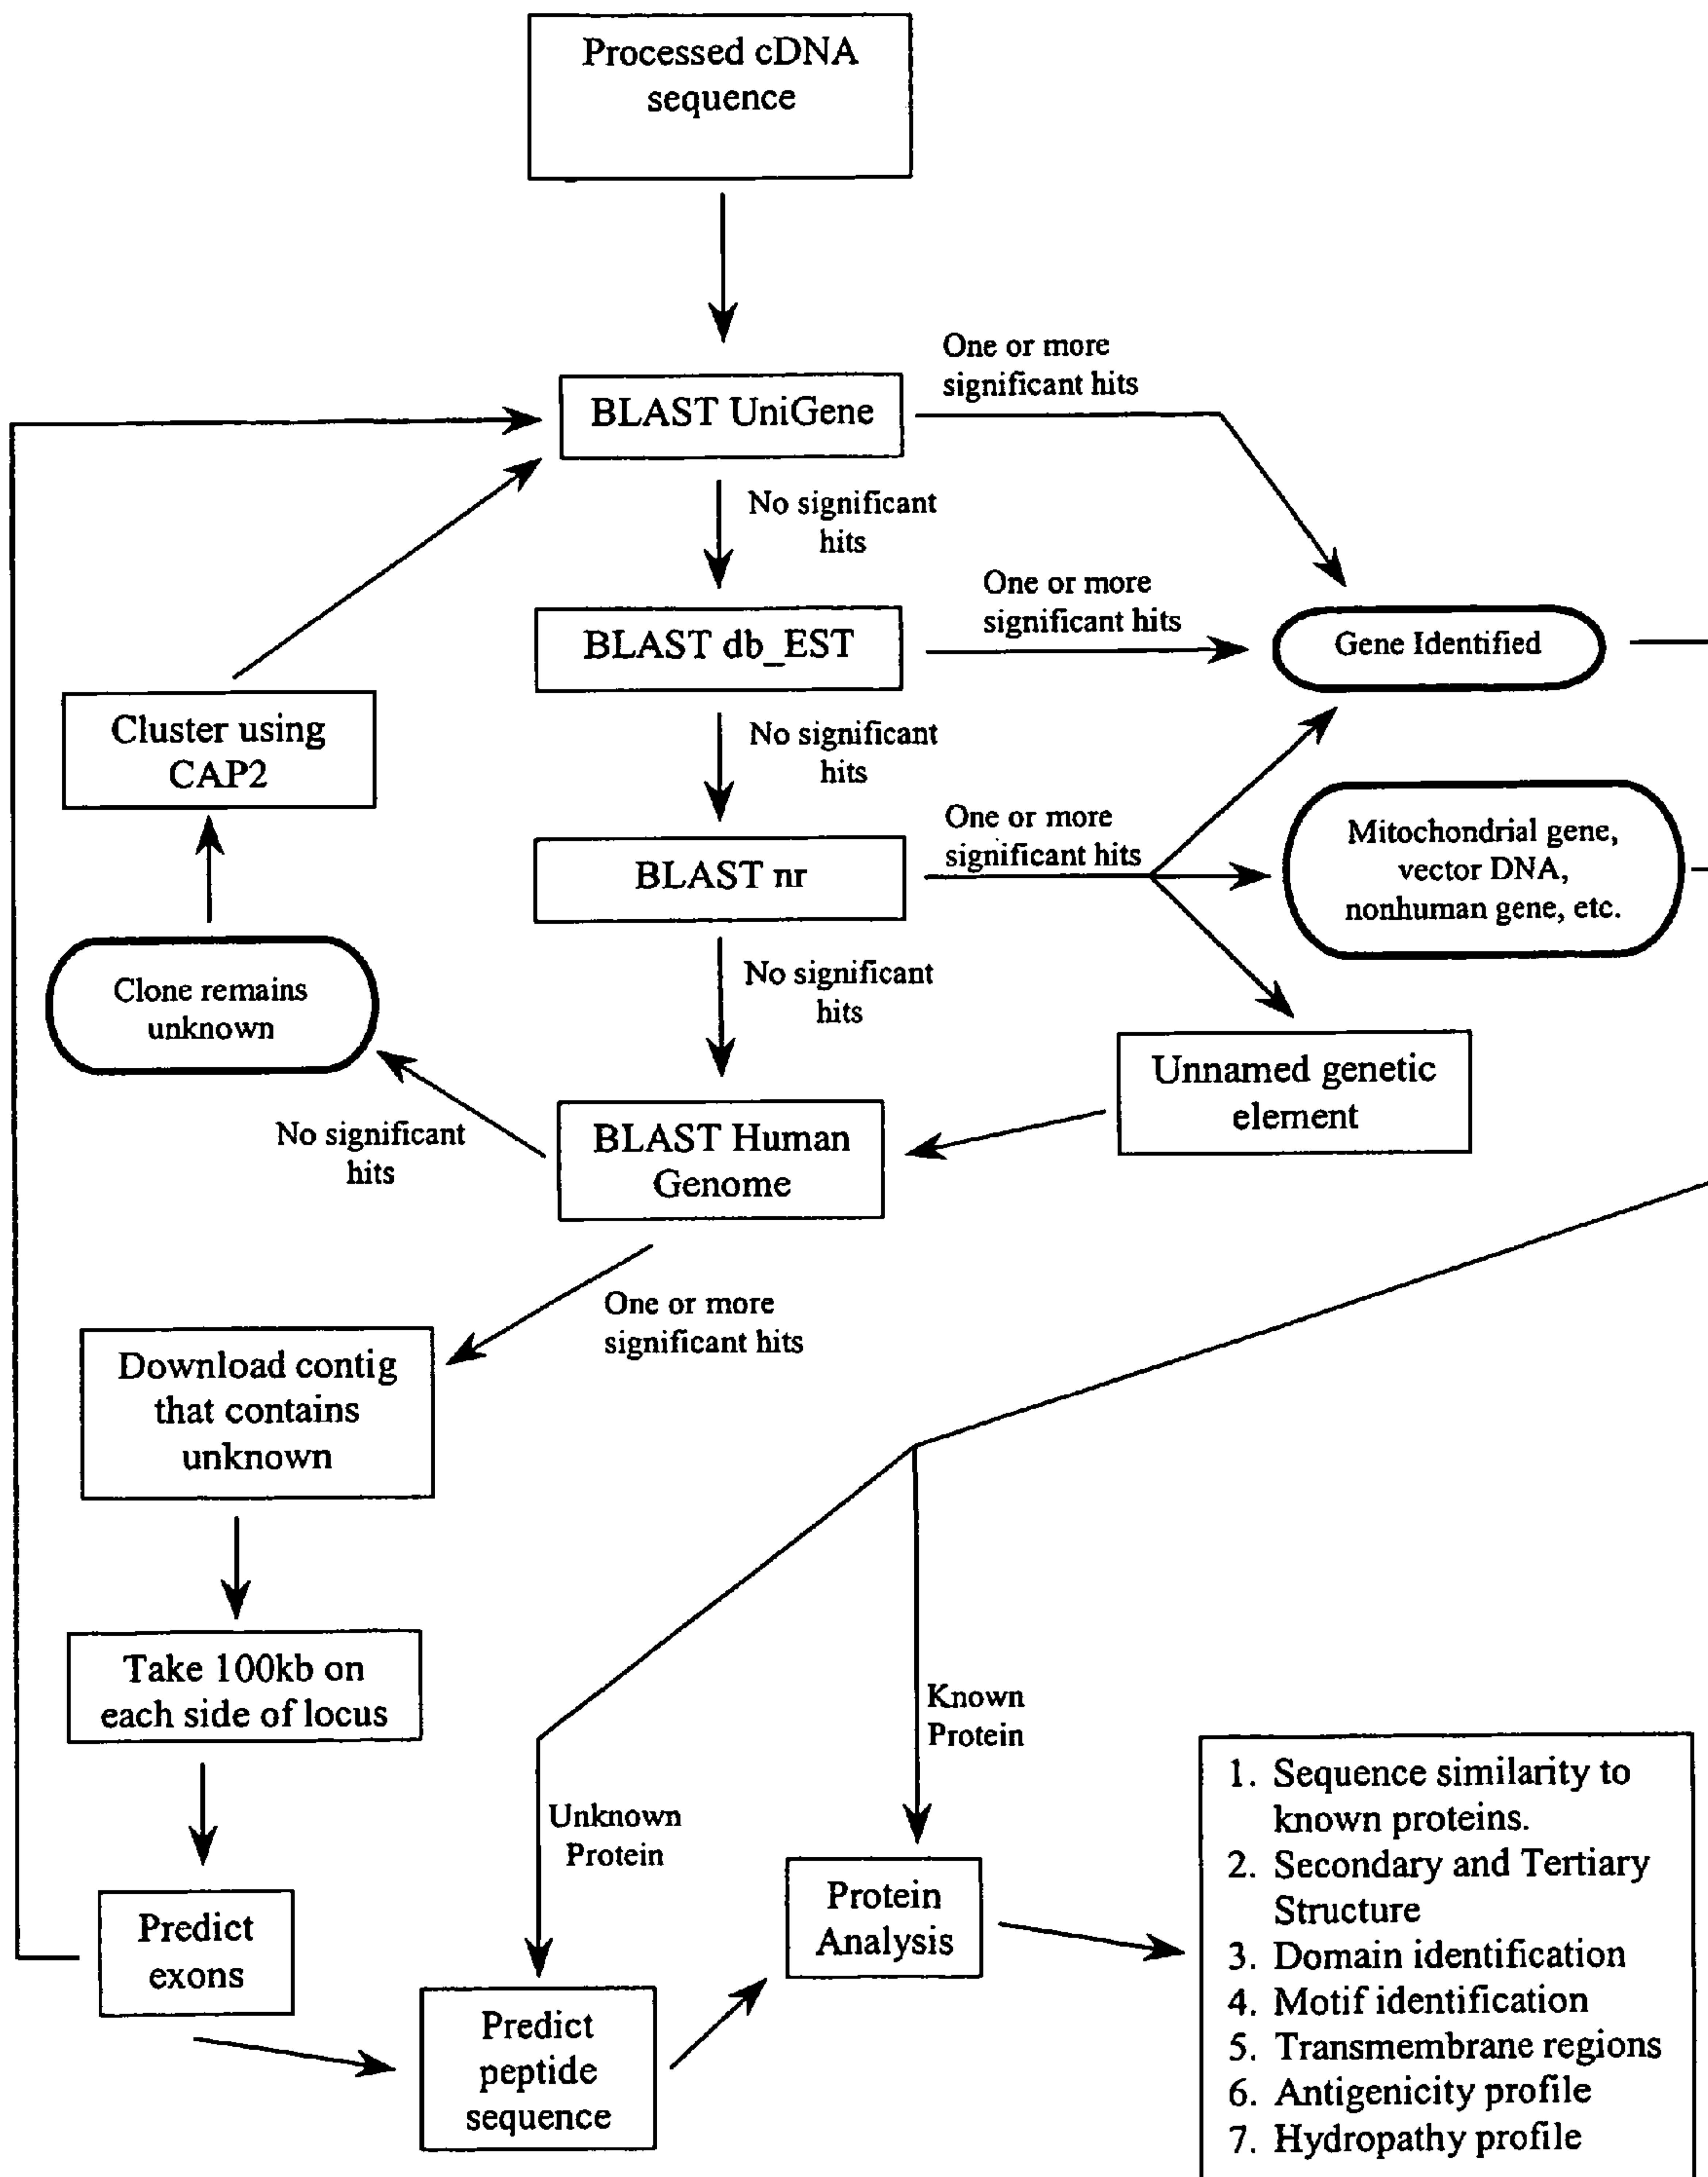 Processed cDNA
sequence
One or more
significant hits
BLAST UniGene
No significant
hits
One or more
significant hits
BLAST db_EST
Gene Identified
Cluster using
CAP2
No significant
hits
One or more
significant hits
BLAST nr
Mitochondrial gene,
vector DNA,
nonhuman gene, etc.
Clone remains
unknown
No significant
hits
Unnamed genetic
element
No significant
hits
BLAST Human
Genome
One or more
significant hits
Download contig
that contains
unknown
Take 100kb on
each side of locus
Known
Protein
Unknown
Protein
Predict
exons
Protein
Analysis
Predict
peptide
sequence
1. Sequence similarity to
known proteins.
2. Secondary and Tertiary
Structure
3. Domain identification
4. Motif identification
5. Transmembrane regions
6. Antigenicity profile
7. Hydropathy profile